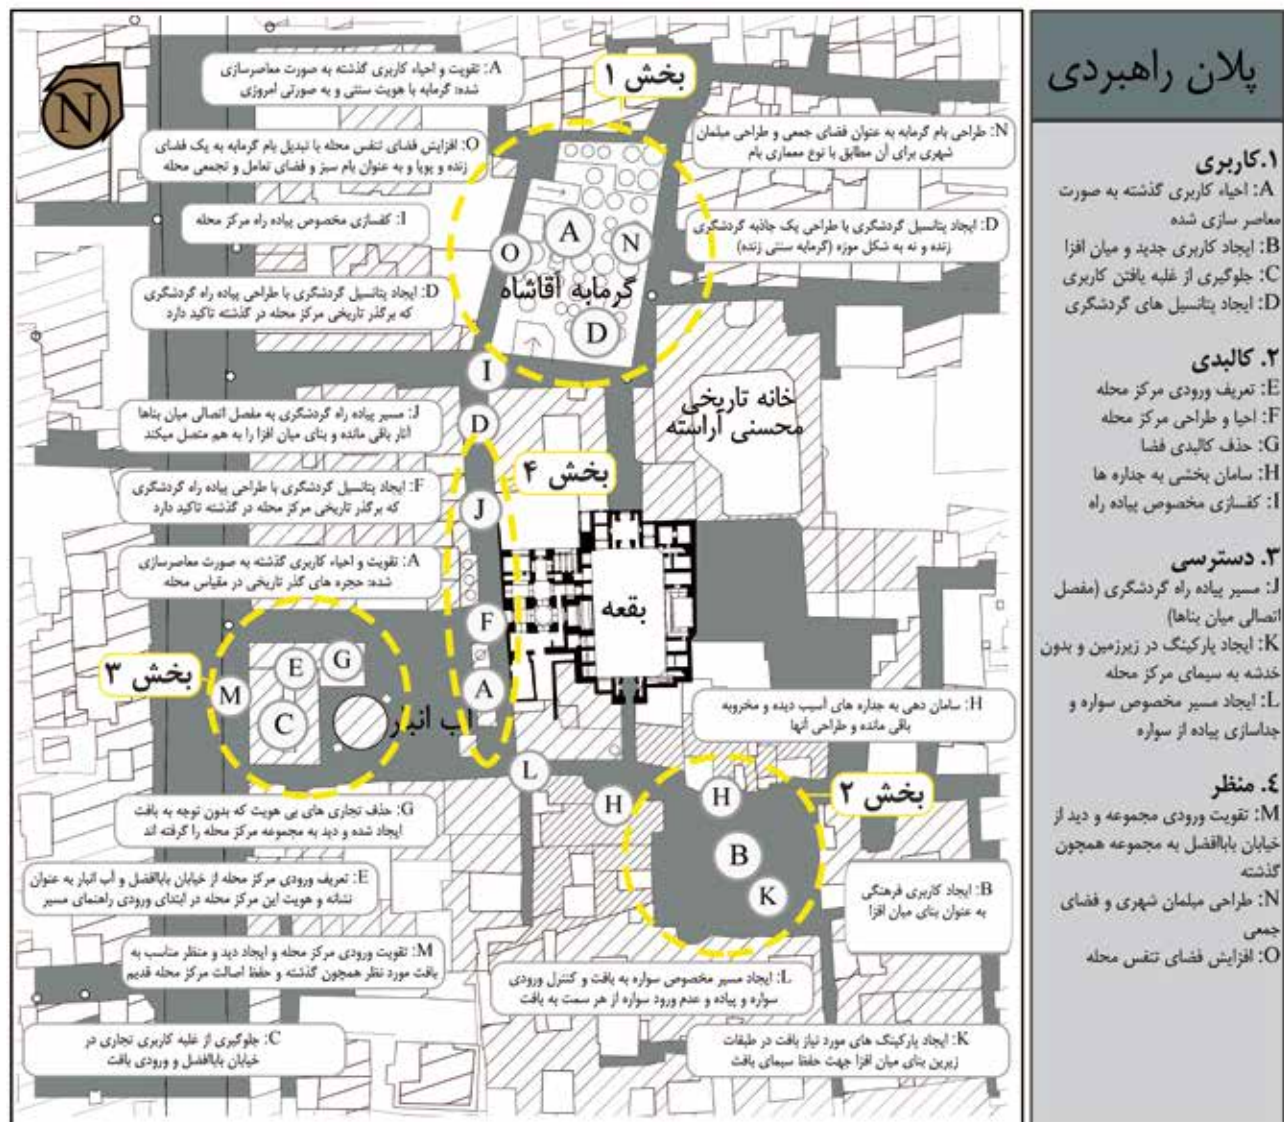 پلان راهبردی
۱.کاربری
A: احیاء کاربری گذشته به صورت
معاصر سازی شده
B: ایجاد کاربری جدید و میان افزا
C: جلوگیری از غلبه یافتن کاربری
D: ایجاد پتانسیل های گردشگری
۲. کالبدی
E: تعریف ورودی مرکز محله
F: احیا و طراحی مرکز محله
G: حذف کالبدی فضا
H: سامان بخشی به جداره ها
I: کفسازی مخصوص پیاده راه
۳. دسترسی
J: مسیر پیاده راه گردشگری (مفصل
اتصالی میان بناها)
K: ایجاد پارکینگ در زیرزمین و بدون
خدشه به سیمای مرکز محله
L: ایجاد مسیر مخصوص سواره و
جداسازی پیاده از سواره
٤. منظر
M: تقویت ورودی مجموعه و دید از
خیابان باباافضل به مجموعه همچون
گذشته
N: طراحی مبلمان شهری و فضای
جمعی
O: افزایش فضای تنفس محله
N
بخش ۱
A: تقویت و احیاء کاربری گذشته به صورت معاصرسازی
شده: گرمابه با هویت سنتی و به صورتی امروزی
N: طراحی بام گرمابه به عنوان فضای جمعی و طراحی مبلمان
شهری برای آن مطابق با نوع معماری بام
O: افزایش فضای تنفس محله با تبدیل بام گرمابه به یک فضای
زنده و پویا و به عنوان بام سبز و فضای تعامل و تجمعی محله
I: کفسازی مخصوص پیاده راه مرکز محله
D: ایجاد پتانسیل گردشگری با طراحی یک جاذبه گردشگری
زنده و نه به شکل موزه (گرمابه سنتی زنده)
A
N
O
گرمابه آقاشاه
D
D: ایجاد پتانسیل گردشگری با طراحی پیاده راه گردشگری
که برگذر تاریخی مرکز محله در گذشته تاکید دارد
I
D
خانه تاریخی
محسنی آراسته
J: مسیر پیاده راه گردشگری به مفصل اتصالی میان بناها
آثار باقی مانده و بنای میان افزا را به هم متصل میکند
بخش ۴
F: ایجاد پتانسیل گردشگری با طراحی پیاده راه گردشگری
که برگذر تاریخی مرکز محله در گذشته تاکید دارد
J
A: تقویت و احیاء کاربری گذشته به صورت معاصرسازی
شده: حجره های گذر تاریخی در مقیاس محله
بقعه
F
بخش ۳
G
E
M
A
C
آب انبار
H: سامان دهی به جداره های آسیب دیده و مخروبه
باقی مانده و طراحی آنها
L
H
H
بخش ۲
B
K
G: حذف تجاری های بی هویت که بدون توجه به بافت
ایجاد شده و دید به مجموعه مرکز محله را گرفته اند
E: تعریف ورودی مرکز محله از خیابان باباافضل و آب انبار به عنوان
نشانه و هویت این مرکز محله در ابتدای ورودی راهنمای مسیر
B: ایجاد کاربری فرهنگی
به عنوان بنای میان افزا
M: تقویت ورودی مرکز محله و ایجاد دید و منظر مناسب به
بافت مورد نظر همچون گذشته و حفظ اصالت مرکز محله قدیم
L: ایجاد مسیر مخصوص سواره به بافت و کنترل ورودی
سواره و پیاده و عدم ورود سواره از هر سمت به بافت
C: جلوگیری از غلبه کاربری تجاری در
خیابان باباافضل و ورودی بافت
K: ایجاد پارکینگ های مورد نیاز بافت در طبقات
زیرین بنای میان افزا جهت حفظ سیمای بافت